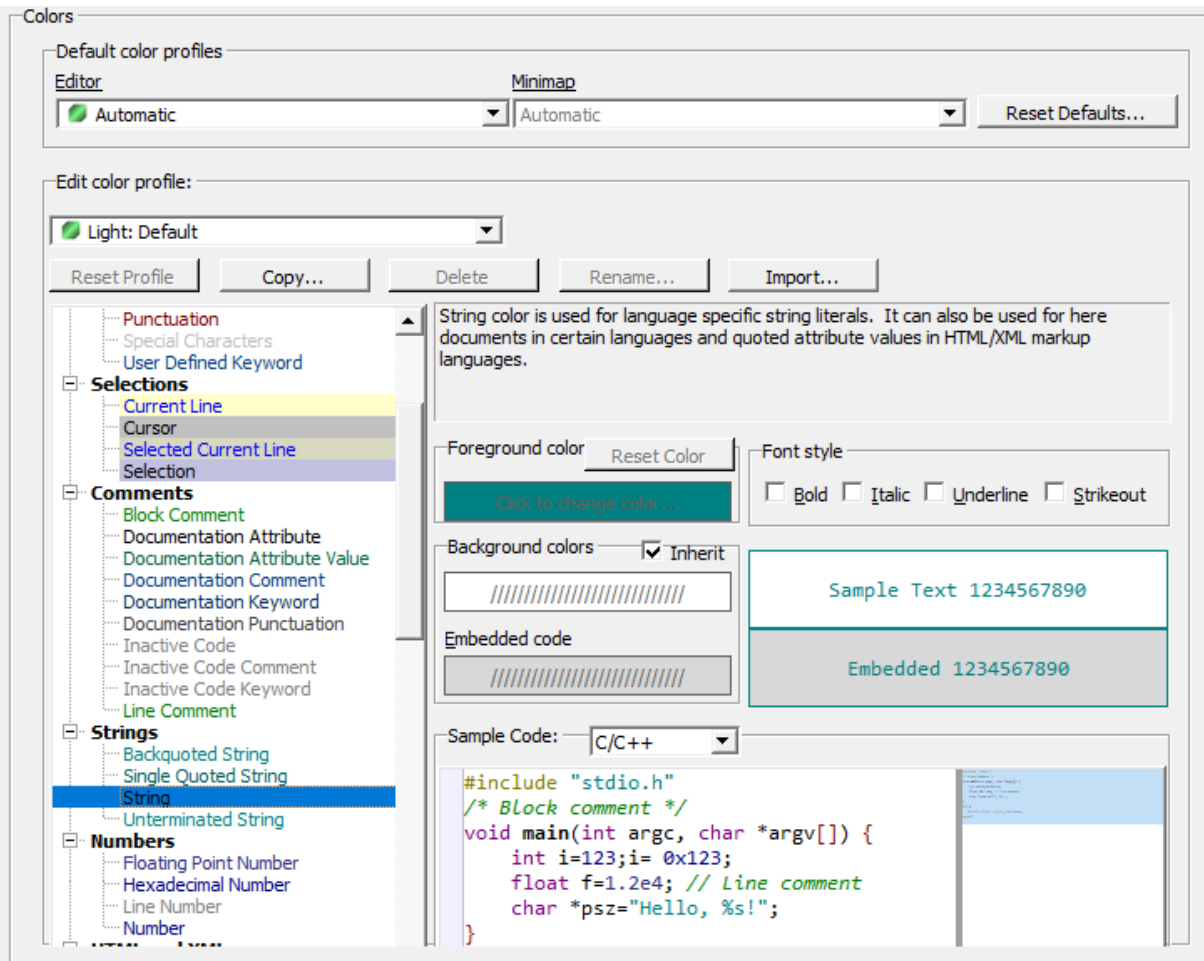 Colors
Default color profiles
Editor
Minimap
Automatic
Automatic
Reset Defaults...
Edit color profile:
Light: Default
Reset Profile
Copy...
Delete
Rename...
Import...
Punctuation
Special Characters
User Defined Keyword
Selections
Current Line
Cursor
Selected Current Line
Selection
Comments
Block Comment
Documentation Attribute
Documentation Attribute Value
Documentation Comment
Documentation Keyword
Documentation Punctuation
Inactive Code
Inactive Code Comment
Inactive Code Keyword
Line Comment
Strings
Backquoted String
Single Quoted String
String
Unterminated String
Numbers
Floating Point Number
Hexadecimal Number
Line Number
Number
String color is used for language specific string literals.  It can also be used for here
documents in certain languages and quoted attribute values in HTML/XML markup
languages.
Foreground color
Reset Color
Click to change color...
Font style
Bold
Italic
Underline
Strikeout
Background colors
Inherit
/////////////////////////////
Embedded code
/////////////////////////////
Sample Text 1234567890
Embedded 1234567890
Sample Code:
C/C++
#include "stdio.h"
/* Block comment */
void main(int argc, char *argv[]) {
    int i=123;i= 0x123;
    float f=1.2e4; // Line comment
    char *psz="Hello, %s!";
}